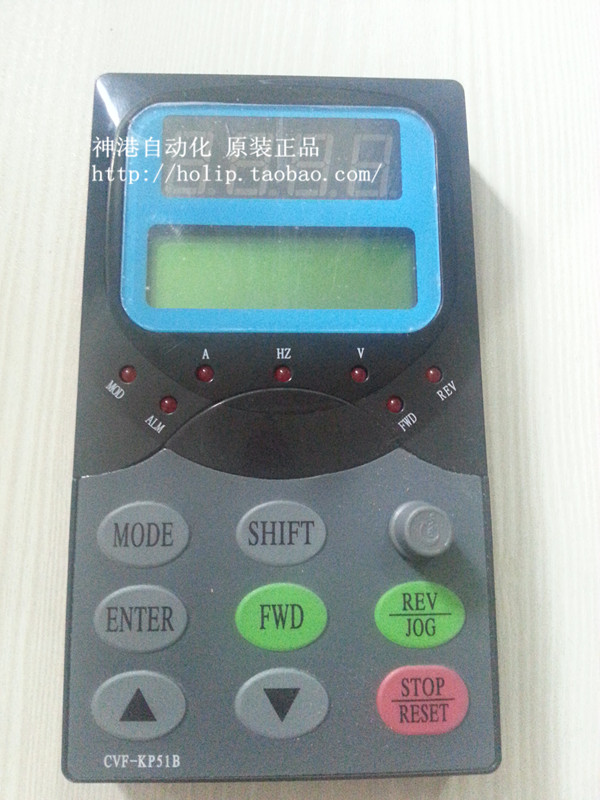 神港自动化 原装正品
http://holip.taobao.com/
A HZ V
MOD REV
ALM FWD
MODE SHIFT
ENTER FWD REV
JOG
STOP
RESET
CVF-KP51B